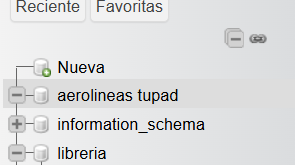 Reciente Favoritas
Nueva
aerolineas tupad
information_schema
libreria